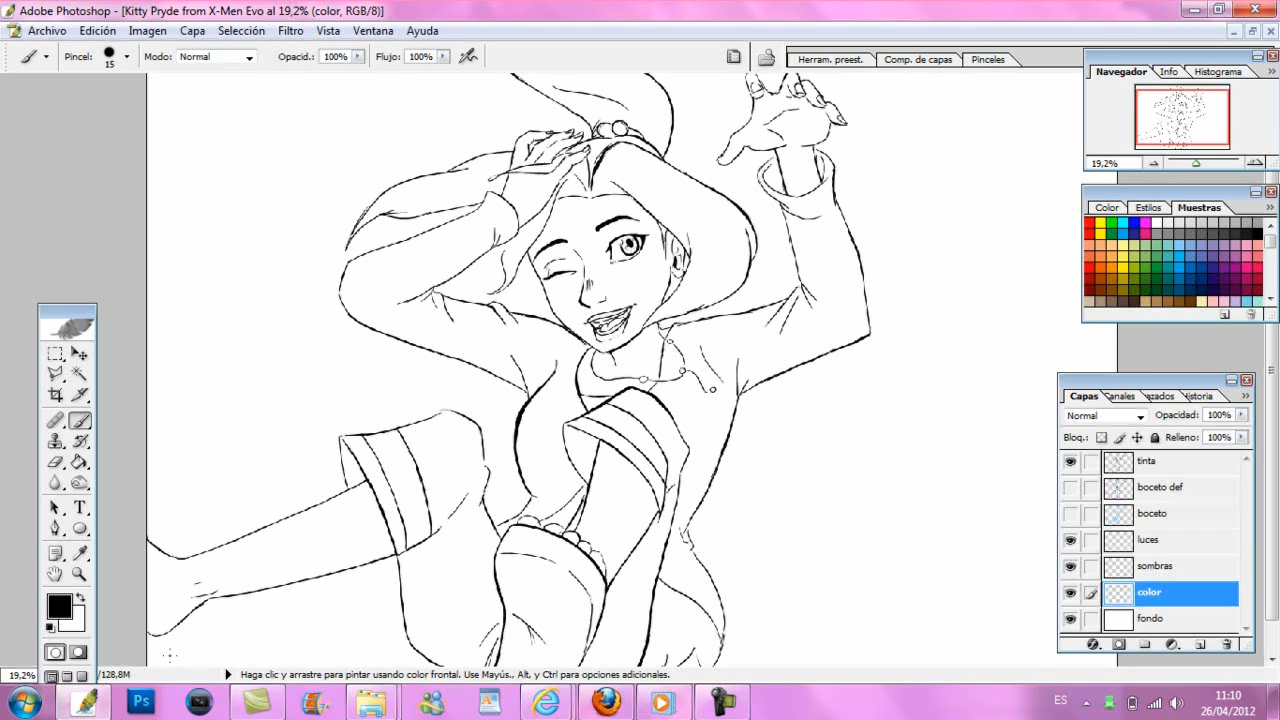 Adobe Photoshop - [Kitty Pryde from X-Men Evo al 19,2% (color, RGB/8)]
Archivo Edición Imagen Capa Selección Filtro Vista Ventana Ayuda
Pincel: 15 Modo: Normal Opacid.: 100% Flujo: 100%
Herram. preest. Comp. de capas Pinceles
Navegador Info Histograma
19,2%
Color Estilos Muestras
Capas Canales azados Historia
Normal Opacidad: 100%
Bloq.: Relleno: 100%
tinta
boceto def
boceto
luces
sombras
color
fondo
19,2% /128,8M Haga clic y arrastre para pintar usando color frontal. Use Mayús., Alt, y Ctrl para opciones adicionales.
Ps
ES 11:10
26/04/2012